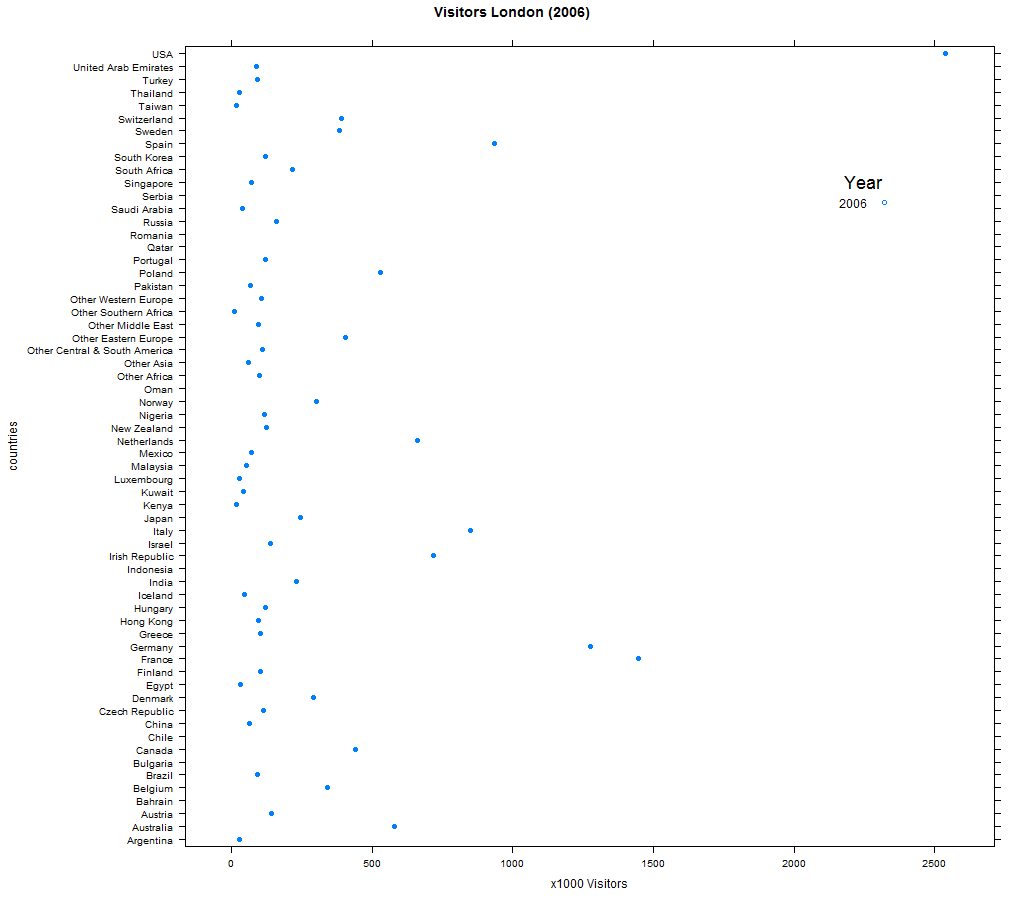 Visitors London (2006)
USA
United Arab Emirates
Turkey
Thailand
Taiwan
Switzerland
Sweden
Spain
South Korea
South Africa
Singapore
Serbia
Saudi Arabia
Russia
Romania
Qatar
Portugal
Poland
Pakistan
Other Western Europe
Other Southern Africa
Other Middle East
Other Eastern Europe
Other Central & South America
Other Asia
Other Africa
Oman
Norway
Nigeria
New Zealand
Netherlands
Mexico
Malaysia
Luxembourg
Kuwait
Kenya
Japan
Italy
Israel
Irish Republic
Indonesia
India
Iceland
Hungary
Hong Kong
Greece
Germany
France
Finland
Egypt
Denmark
Czech Republic
China
Chile
Canada
Bulgaria
Brazil
Belgium
Bahrain
Austria
Australia
Argentina
countries
Year
2006
0 500 1000 1500 2000 2500
x1000 Visitors